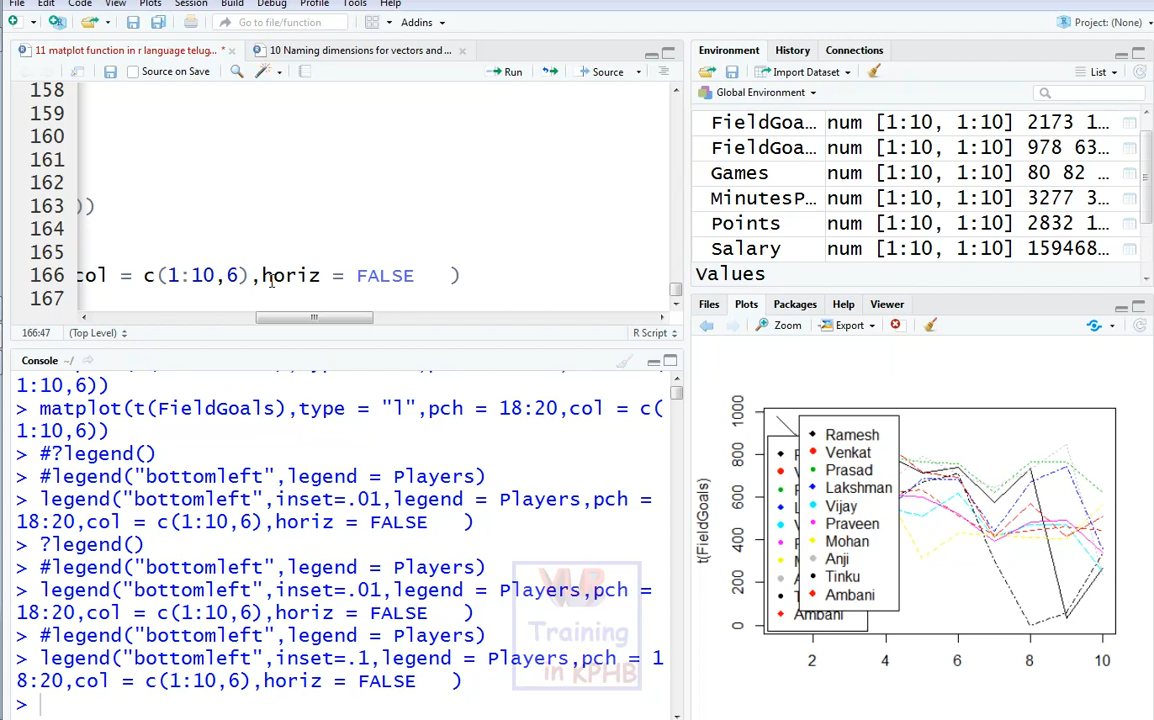 File Edit Code View Plots Session Build Debug Profile Tools Help
Go to file/function Addins Project: (None)
11 matplot function in r language telug... * 10 Naming dimensions for vectors and ...
Source on Save Run Source
158
159
160
161
162
163 ))
164
165
166 col = c(1:10,6),horiz = FALSE )
167
166:47 (Top Level) R Script
Console ~/
1:10,6))
> matplot(t(FieldGoals),type = "l",pch = 18:20,col = c(
1:10,6))
> #?legend()
> #legend("bottomleft",legend = Players)
> legend("bottomleft",inset=.01,legend = Players,pch =
18:20,col = c(1:10,6),horiz = FALSE )
> ?legend()
> #legend("bottomleft",legend = Players)
> legend("bottomleft",inset=.01,legend = Players,pch =
18:20,col = c(1:10,6),horiz = FALSE )
> #legend("bottomleft",legend = Players)
> legend("bottomleft",inset=.1,legend = Players,pch = 1
8:20,col = c(1:10,6),horiz = FALSE )
>
Training
in KPHB
Environment History Connections
Import Dataset List
Global Environment
FieldGoa... num [1:10, 1:10] 2173 1...
FieldGoa... num [1:10, 1:10] 978 63...
Games num [1:10, 1:10] 80 82 ...
MinutesP... num [1:10, 1:10] 3277 3...
Points num [1:10, 1:10] 2832 1...
Salary num [1:10, 1:10] 159468...
Values
Files Plots Packages Help Viewer
Zoom Export
t(FieldGoals)
1000
800
600
400
200
0
Ramesh
Venkat
Prasad
Lakshman
Vijay
Praveen
Mohan
Anji
Tinku
Ambani
Ambani
2 4 6 8 10